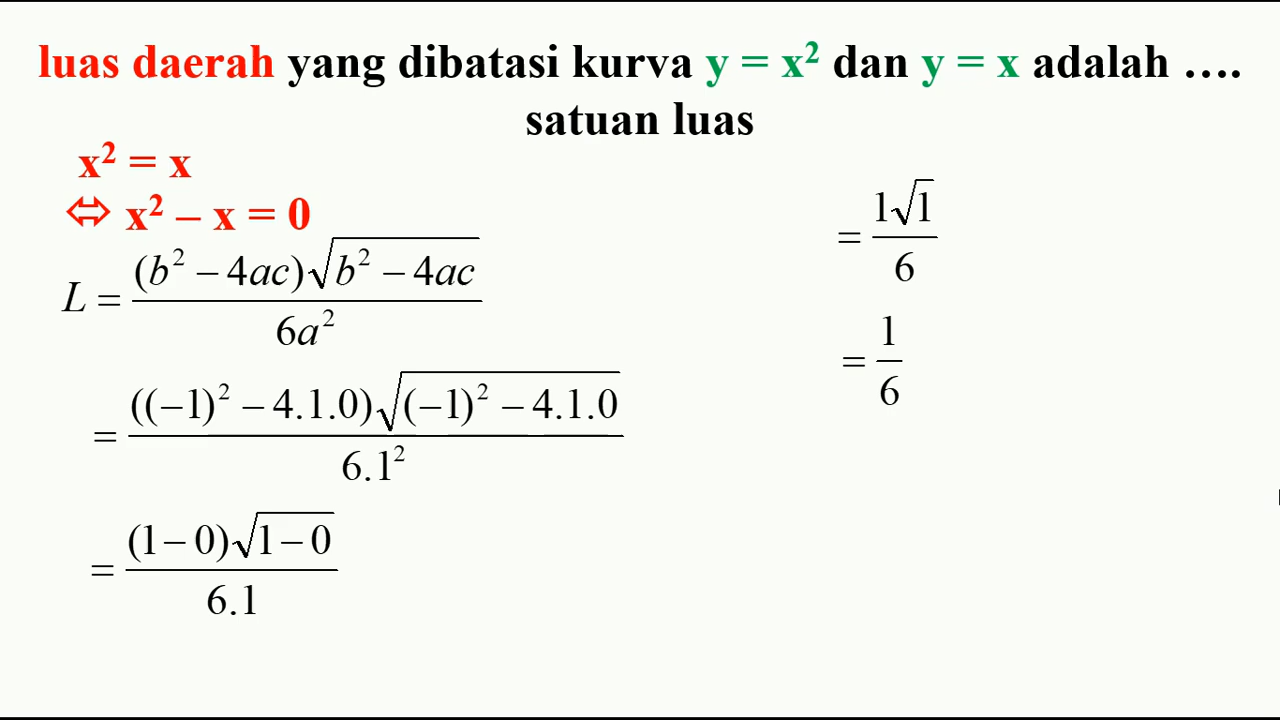 luas daerah yang dibatasi kurva y = x² dan y = x adalah ….
satuan luas
x² = x
⇔ x² – x = 0
L = (b² − 4ac)√(b² − 4ac) / 6a²
= ((−1)² − 4.1.0)√((−1)² − 4.1.0) / 6.1²
= (1 − 0)√(1 − 0) / 6.1
= 1√1 / 6
= 1 / 6